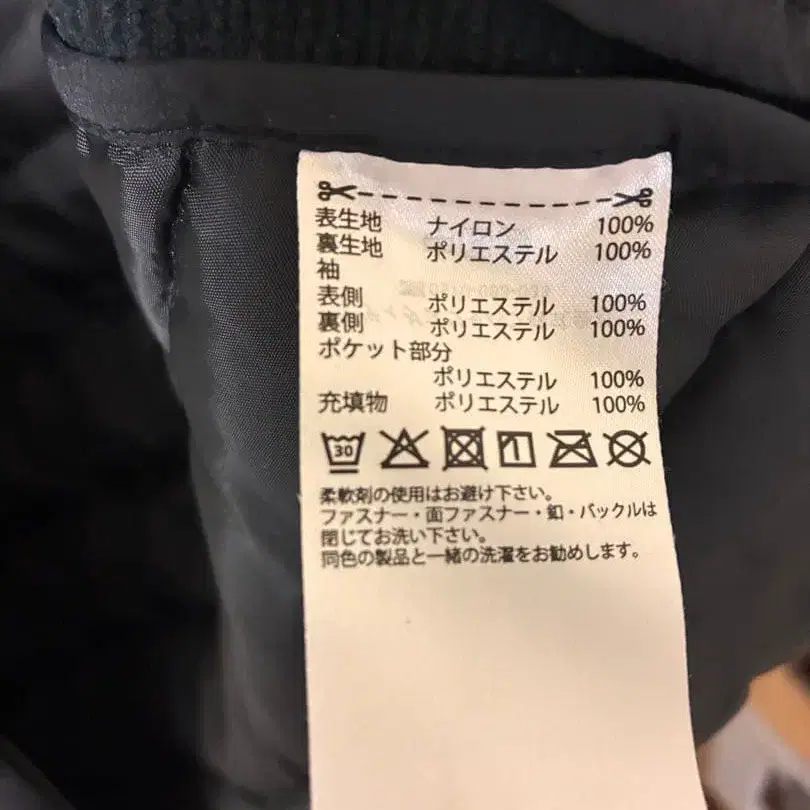 表生地 ナイロン 100%
裏生地 ポリエステル 100%
袖
表側 ポリエステル 100%
裏側 ポリエステル 100%
ポケット部分
ポリエステル 100%
充填物 ポリエステル 100%
30
柔軟剤の使用はお避け下さい。
ファスナー・面ファスナー・釦・バックルは
閉じてお洗い下さい。
同色の製品と一緒の洗濯をお勧めします。